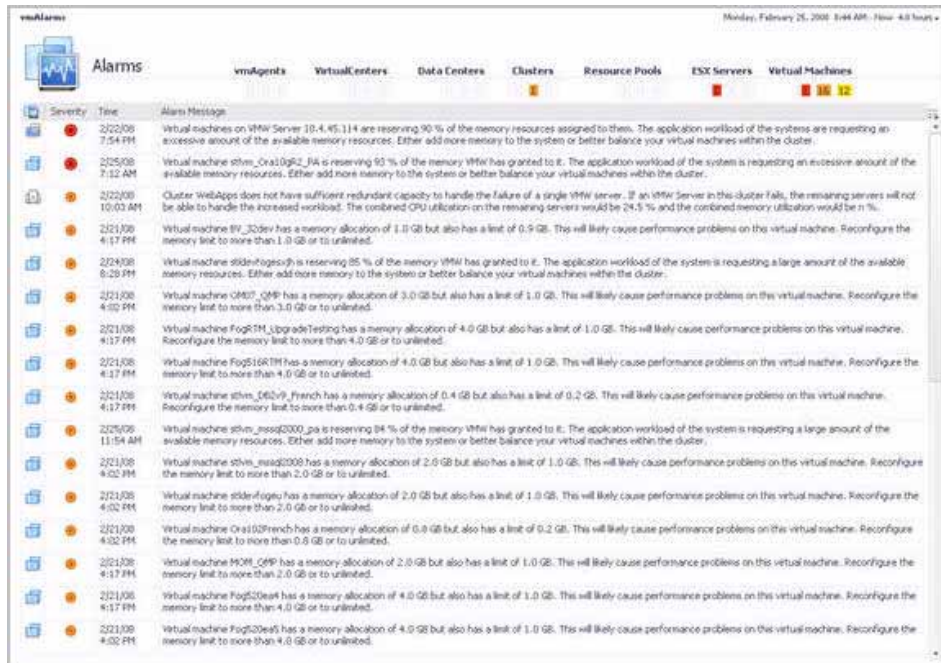 vmAlarms
Monday, February 25, 2008 8:44 AM - Now 4.0 hours
Alarms
vmAgents VirtualCenters Data Centers Clusters Resource Pools ESX Servers Virtual Machines
16 12
Severity Time Alarm Message
2/22/08 Virtual machines on VMW Server 10.4.45.114 are reserving 90 % of the memory resources assigned to them. The application workload of the systems are requesting an
7:54 PM excessive amount of the available memory resources. Either add more memory to the system or better balance your virtual machines within the cluster.
2/25/08 Virtual machine stlvm_Ora10gR2_PA is reserving 93 % of the memory VMW has granted to it. The application workload of the system is requesting an excessive amount of the
7:12 AM available memory resources. Either add more memory to the system or better balance your virtual machines within the cluster.
2/22/08 Cluster WebApps does not have sufficient redundant capacity to handle the failure of a single VMW server. If an VMW Server in this cluster fails, the remaining servers will not
10:03 AM be able to handle the increased workload. The combined CPU utilization on the remaining servers would be 24.5 % and the combined memory utilization would be n %.
2/21/08 Virtual machine BV_32dev has a memory allocation of 1.0 GB but also has a limit of 0.9 GB. This will likely cause performance problems on this virtual machine. Reconfigure the
4:17 PM memory limit to more than 1.0 GB or to unlimited.
2/24/08 Virtual machine is reserving 85 % of the memory VMW has granted to it. The application workload of the system is requesting a large amount of the available
8:28 PM memory resources. Either add more memory to the system or better balance your virtual machines within the cluster.
2/21/08 Virtual machine OM07_QMP has a memory allocation of 3.0 GB but also has a limit of 1.0 GB. This will likely cause performance problems on this virtual machine. Reconfigure the
4:02 PM memory limit to more than 3.0 GB or to unlimited.
2/21/08 Virtual machine FogRTM_UpgradeTesting has a memory allocation of 4.0 GB but also has a limit of 1.0 GB. This will likely cause performance problems on this virtual machine.
4:17 PM Reconfigure the memory limit to more than 4.0 GB or to unlimited.
2/21/08 Virtual machine Fog516RTM has a memory allocation of 4.0 GB but also has a limit of 1.0 GB. This will likely cause performance problems on this virtual machine. Reconfigure the
4:17 PM memory limit to more than 4.0 GB or to unlimited.
2/21/08 Virtual machine stlvm_DB2v9_French has a memory allocation of 0.4 GB but also has a limit of 0.2 GB. This will likely cause performance problems on this virtual machine.
4:17 PM Reconfigure the memory limit to more than 0.4 GB or to unlimited.
2/25/08 Virtual machine stlvm_mssql2000_pa is reserving 84 % of the memory VMW has granted to it. The application workload of the system is requesting a large amount of the
11:54 AM available memory resources. Either add more memory to the system or better balance your virtual machines within the cluster.
2/21/08 Virtual machine stlvm_mssql2008 has a memory allocation of 2.0 GB but also has a limit of 1.0 GB. This will likely cause performance problems on this virtual machine. Reconfigure
4:02 PM the memory limit to more than 2.0 GB or to unlimited.
2/21/08 Virtual machine stldevfogeu has a memory allocation of 2.0 GB but also has a limit of 1.0 GB. This will likely cause performance problems on this virtual machine. Reconfigure the
4:02 PM memory limit to more than 2.0 GB or to unlimited.
2/21/08 Virtual machine Ora102French has a memory allocation of 0.8 GB but also has a limit of 0.2 GB. This will likely cause performance problems on this virtual machine. Reconfigure
4:02 PM the memory limit to more than 0.8 GB or to unlimited.
2/21/08 Virtual machine MOM_QMP has a memory allocation of 2.0 GB but also has a limit of 1.0 GB. This will likely cause performance problems on this virtual machine. Reconfigure the
4:17 PM memory limit to more than 2.0 GB or to unlimited.
2/21/08 Virtual machine Fog520ea4 has a memory allocation of 4.0 GB but also has a limit of 1.0 GB. This will likely cause performance problems on this virtual machine. Reconfigure the
4:17 PM memory limit to more than 4.0 GB or to unlimited.
2/21/08 Virtual machine Fog520ea5 has a memory allocation of 4.0 GB but also has a limit of 1.0 GB. This will likely cause performance problems on this virtual machine. Reconfigure the
4:02 PM memory limit to more than 4.0 GB or to unlimited.